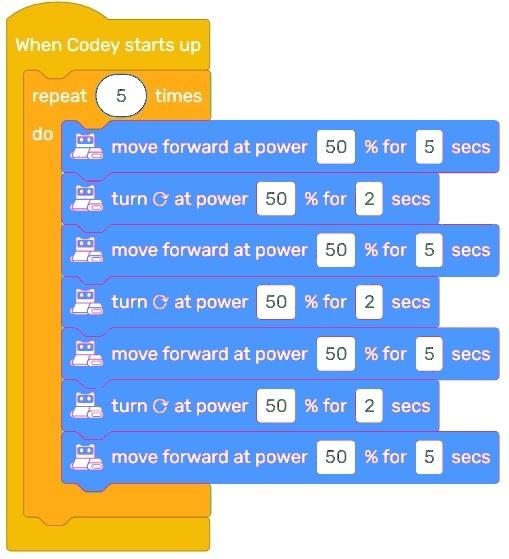 When Codey starts up
repeat 5 times
do
move forward at power 50 % for 5 secs
turn ↻ at power 50 % for 2 secs
move forward at power 50 % for 5 secs
turn ↻ at power 50 % for 2 secs
move forward at power 50 % for 5 secs
turn ↻ at power 50 % for 2 secs
move forward at power 50 % for 5 secs